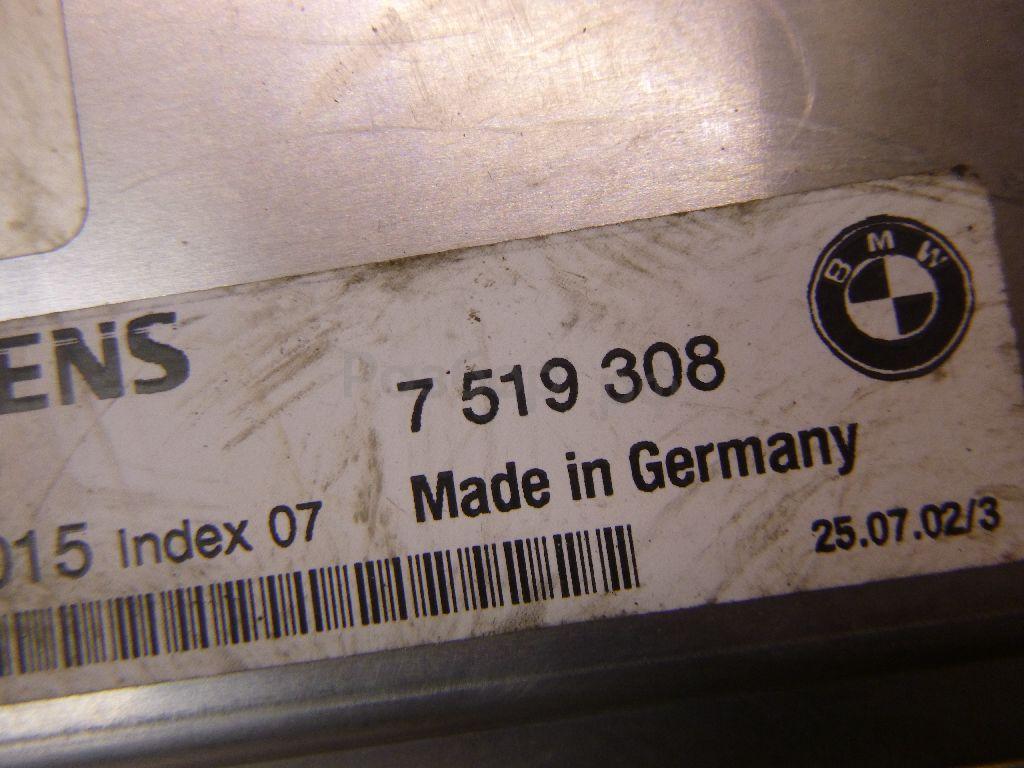 BMW
ENS
7 519 308
Made in Germany
015 Index 07
25.07.02/3